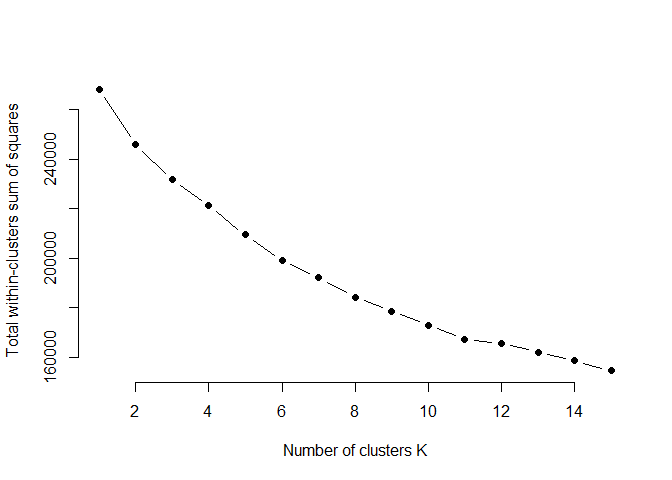 Total within-clusters sum of squares
240000
200000
160000
2 4 6 8 10 12 14
Number of clusters K